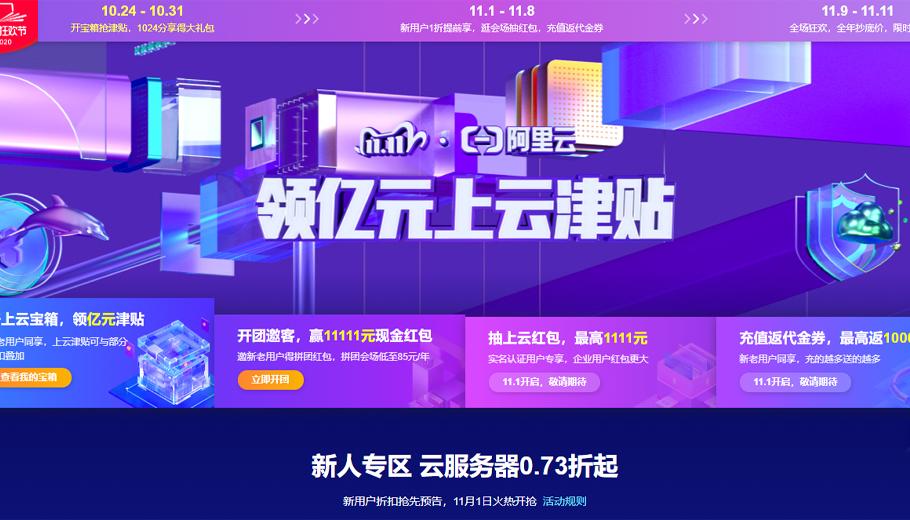 10.24 - 10.31
开宝箱抢津贴，1024分享得大礼包
11.1 - 11.8
新用户1折提前享，逛会场抽红包，充值返代金券
11.9 - 11.11
全场狂欢，全年抄底价，限时
狂欢节
2020
11.11 · 阿里云
领亿元上云津贴
上云宝箱，领亿元津贴
老用户同享，上云津贴可与部分
叠加
查看我的宝箱
开团邀客，赢11111元现金红包
邀新老用户得拼团红包，拼团会场低至85元/年
立即开团
抽上云红包，最高1111元
实名认证用户专享，企业用户红包更大
11.1开启，敬请期待
充值返代金券，最高返1000
新老用户同享，充的越多送的越多
11.1开启，敬请期待
新人专区 云服务器0.73折起
新用户折扣抢先预告，11月1日火热开抢 活动规则